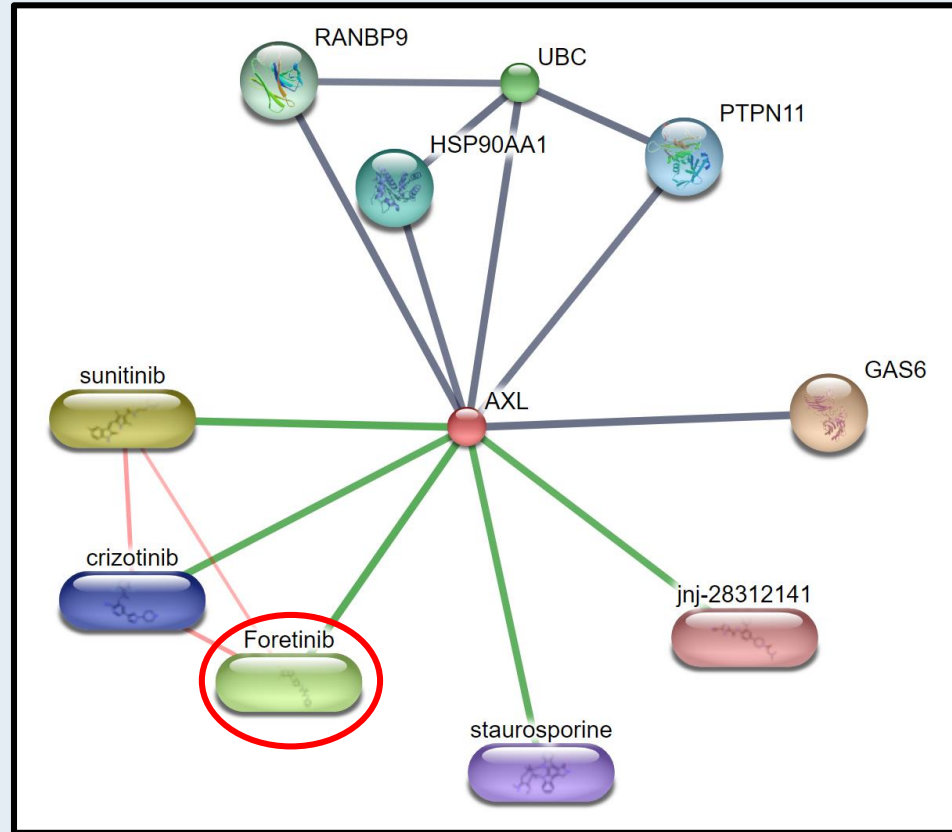 RANBP9
UBC
PTPN11
HSP90AA1
GAS6
sunitinib
AXL
crizotinib
jnj-28312141
Foretinib
staurosporine